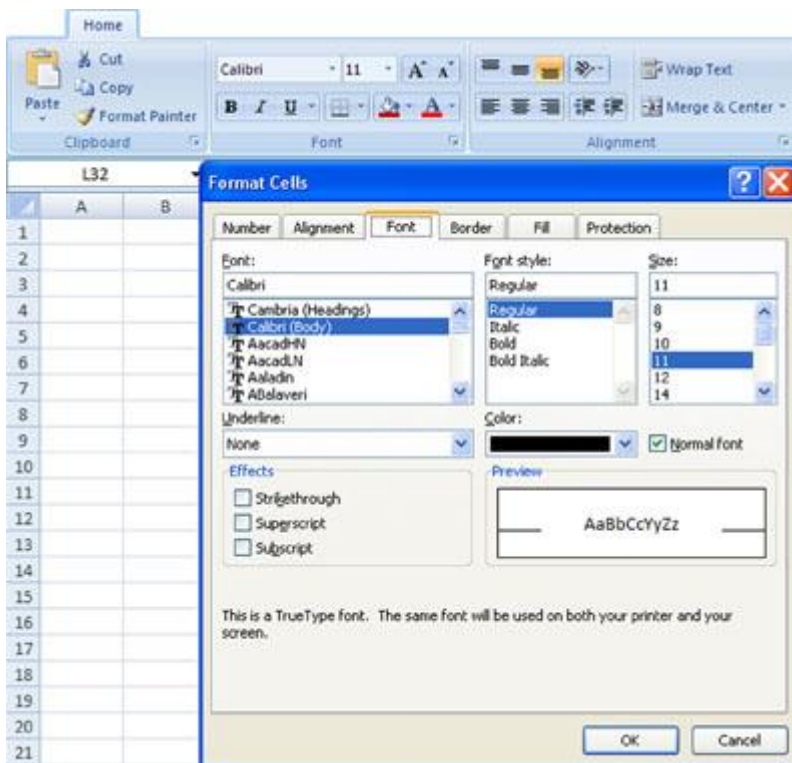 Home
Cut
Copy
Paste
Format Painter
Clipboard
Calibri 11 A A
B I U A
Font
Wrap Text
Merge & Center
Alignment
L32
A B
Format Cells
Number Alignment Font Border Fill Protection
Font: Font style: Size:
Calibri Regular 11
Cambria (Headings) Regular 8
Calibri (Body) Italic 9
AacadHN Bold 10
AacadLN Bold Italic 11
Aaladin 12
ABalaveri 14
Underline: Color:
None Normal font
Effects Preview
Strikethrough
Superscript AaBbCcYyZz
Subscript
This is a TrueType font. The same font will be used on both your printer and your
screen.
OK Cancel
1
2
3
4
5
6
7
8
9
10
11
12
13
14
15
16
17
18
19
20
21